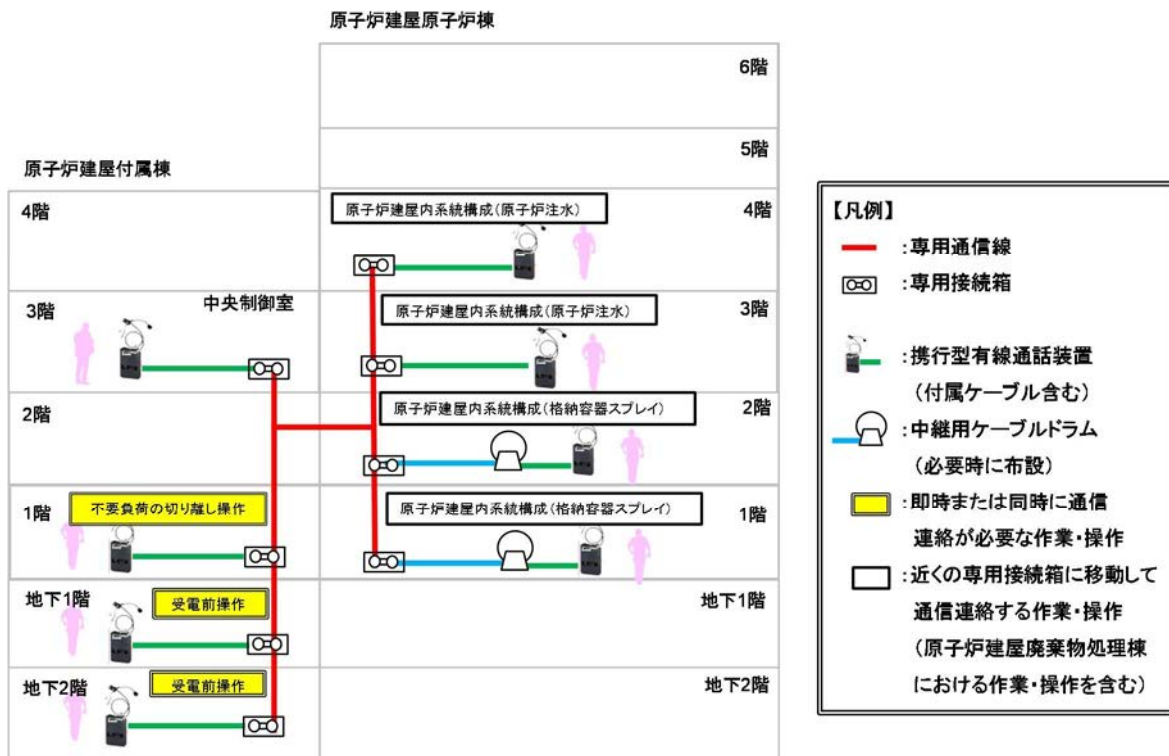 原子炉建屋原子炉棟
6階
5階
原子炉建屋付属棟
4階
原子炉建屋内系統構成(原子炉注水)
4階
3階
中央制御室
原子炉建屋内系統構成(原子炉注水)
3階
2階
原子炉建屋内系統構成(格納容器スプレイ)
2階
1階
不要負荷の切り離し操作
原子炉建屋内系統構成(格納容器スプレイ)
1階
地下1階
受電前操作
地下1階
地下2階
受電前操作
地下2階
【凡例】
:専用通信線
:専用接続箱
:携行型有線通話装置
(付属ケーブル含む)
:中継用ケーブルドラム
(必要時に布設)
:即時または同時に通信
連絡が必要な作業・操作
:近くの専用接続箱に移動して
通信連絡する作業・操作
(原子炉建屋廃棄物処理棟
における作業・操作を含む)